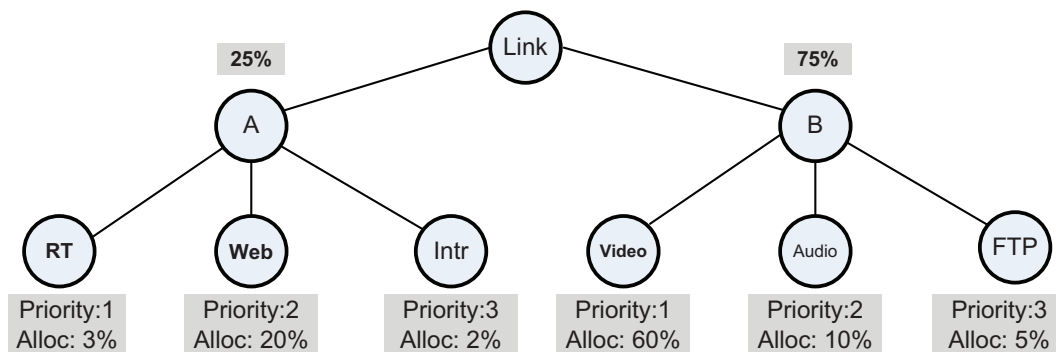 Link
25%
75%
A
B
RT
Web
Intr
Video
Audio
FTP
Priority:1
Alloc: 3%
Priority:2
Alloc: 20%
Priority:3
Alloc: 2%
Priority:1
Alloc: 60%
Priority:2
Alloc: 10%
Priority:3
Alloc: 5%